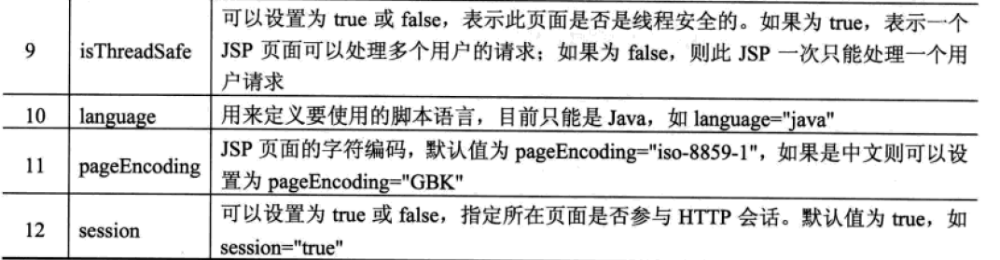 可以设置为 true 或 false，表示此页面是否是线程安全的。如果为 true，表示一个
9 isThreadSafe JSP 页面可以处理多个用户的请求；如果为 false，则此 JSP 一次只能处理一个用
户请求
10 language 用来定义要使用的脚本语言，目前只能是 Java，如 language="java"
JSP 页面的字符编码，默认值为 pageEncoding="iso-8859-1"，如果是中文则可以设
11 pageEncoding
置为 pageEncoding="GBK"
可以设置为 true 或 false，指定所在页面是否参与 HTTP 会话。默认值为 true，如
12 session
session="true"